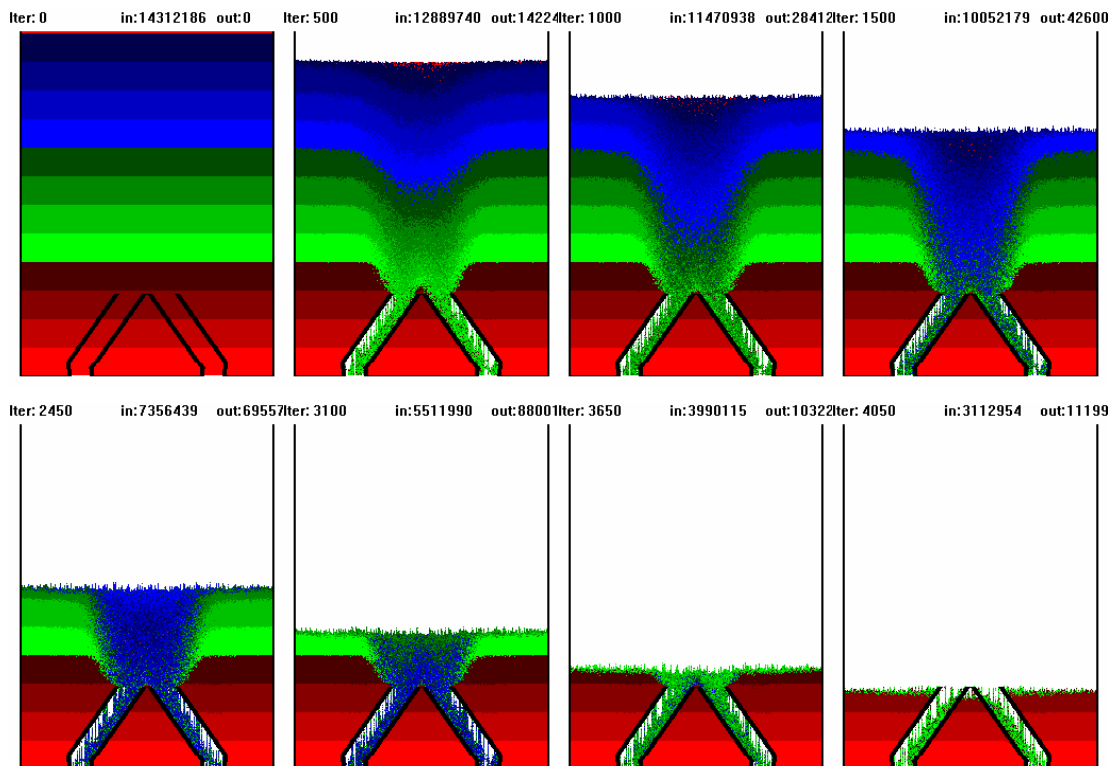 Iter: 0 in:14312186 out:0
Iter: 500 in:12889740 out:14224
Iter: 1000 in:11470938 out:28412
Iter: 1500 in:10052179 out:42600
Iter: 2450 in:7356439 out:69557
Iter: 3100 in:5511990 out:88001
Iter: 3650 in:3990115 out:10322
Iter: 4050 in:3112954 out:11199